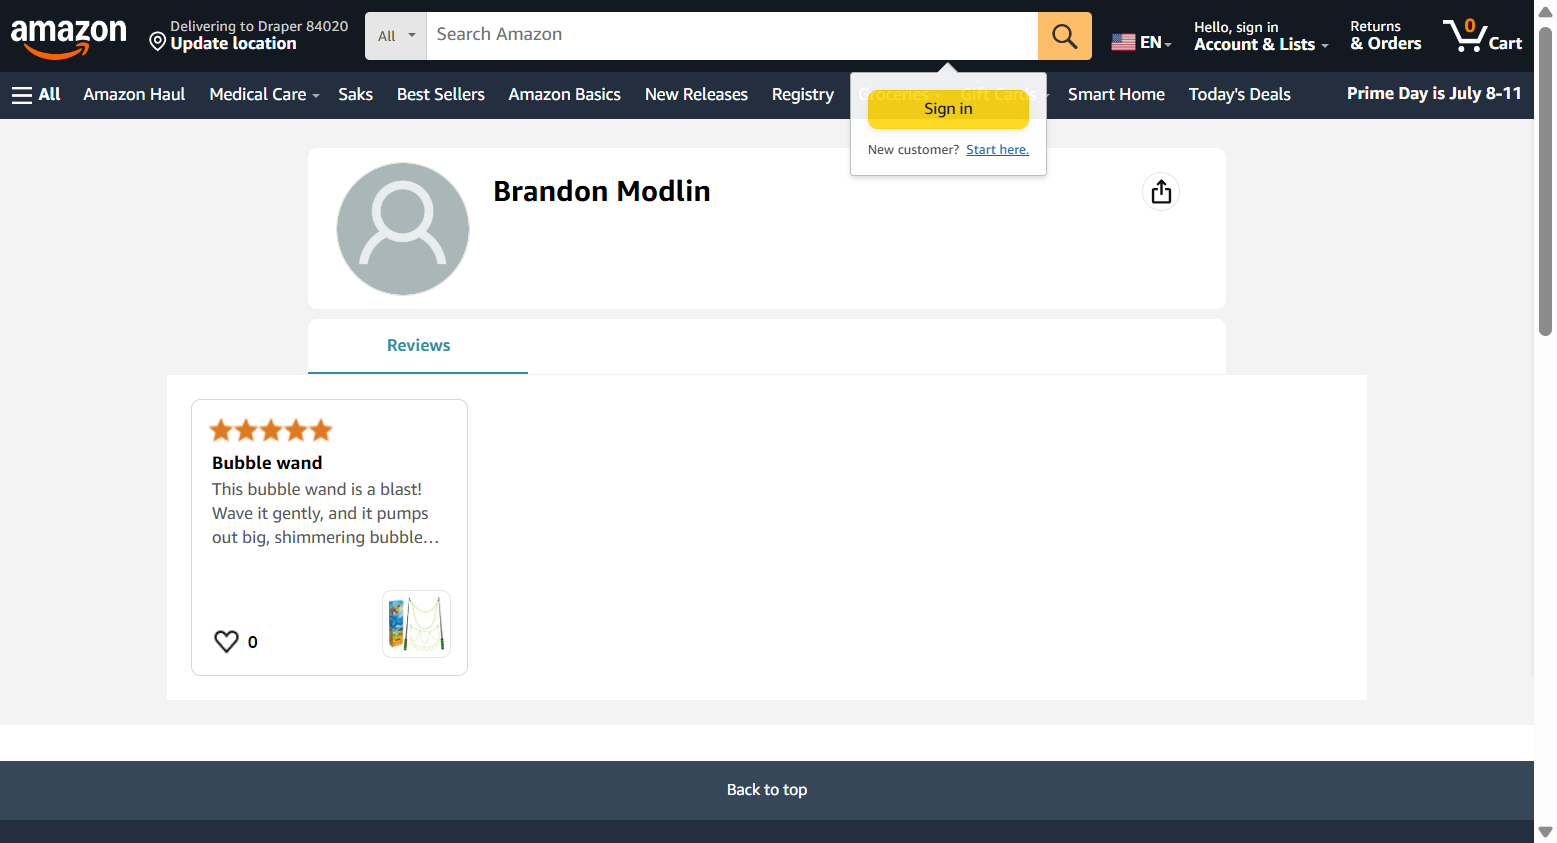 amazon
Delivering to Draper 84020
Update location
All
Search Amazon
EN
Hello, sign in
Account & Lists
Returns
& Orders
0
Cart
All
Amazon Haul
Medical Care
Saks
Best Sellers
Amazon Basics
New Releases
Registry
Groceries
Gift Cards
Smart Home
Today's Deals
Prime Day is July 8-11
Sign in
New customer? Start here.
Brandon Modlin
Reviews
Bubble wand
This bubble wand is a blast!
Wave it gently, and it pumps
out big, shimmering bubble…
0
Back to top